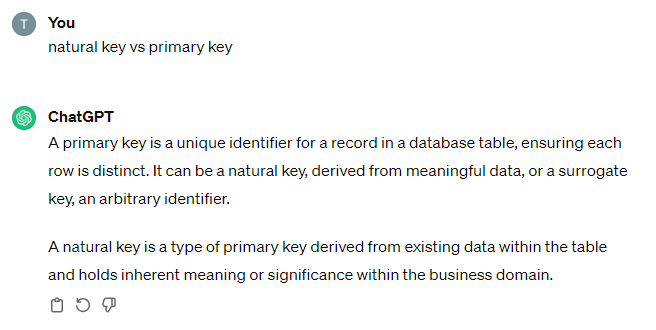 T
You
natural key vs primary key
ChatGPT
A primary key is a unique identifier for a record in a database table, ensuring each
row is distinct. It can be a natural key, derived from meaningful data, or a surrogate
key, an arbitrary identifier.
A natural key is a type of primary key derived from existing data within the table
and holds inherent meaning or significance within the business domain.